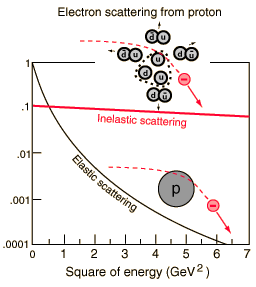 Electron scattering from proton
d u
d u d ū
u
d u
d ū
−
1
Inelastic scattering
.1
.01
.001
.0001
Elastic scattering
p
−
0 1 2 3 4 5 6 7
Square of energy (GeV²)